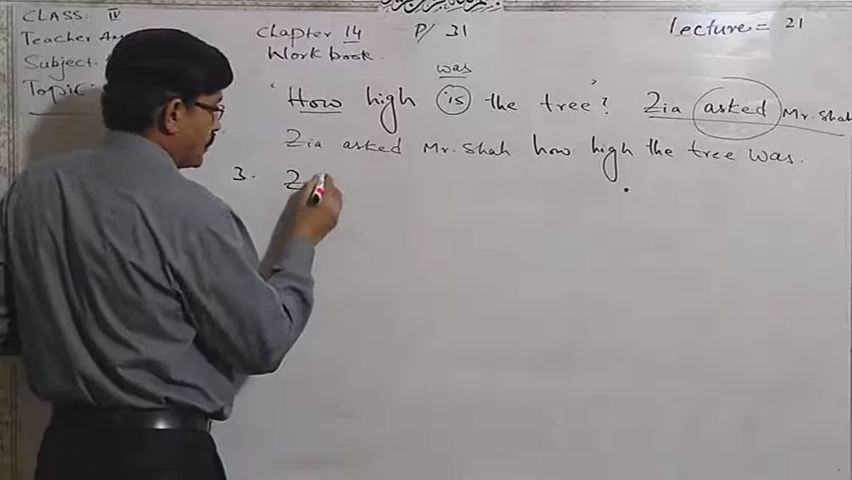 CLASS: IV
Teacher
Subject:
Topic:
Chapter 14 P/ 31
Work book.
lecture = 21
was
'How high is the tree'? Zia asked Mr. Shah
Zia asked Mr. Shah how high the tree was.
3. Z